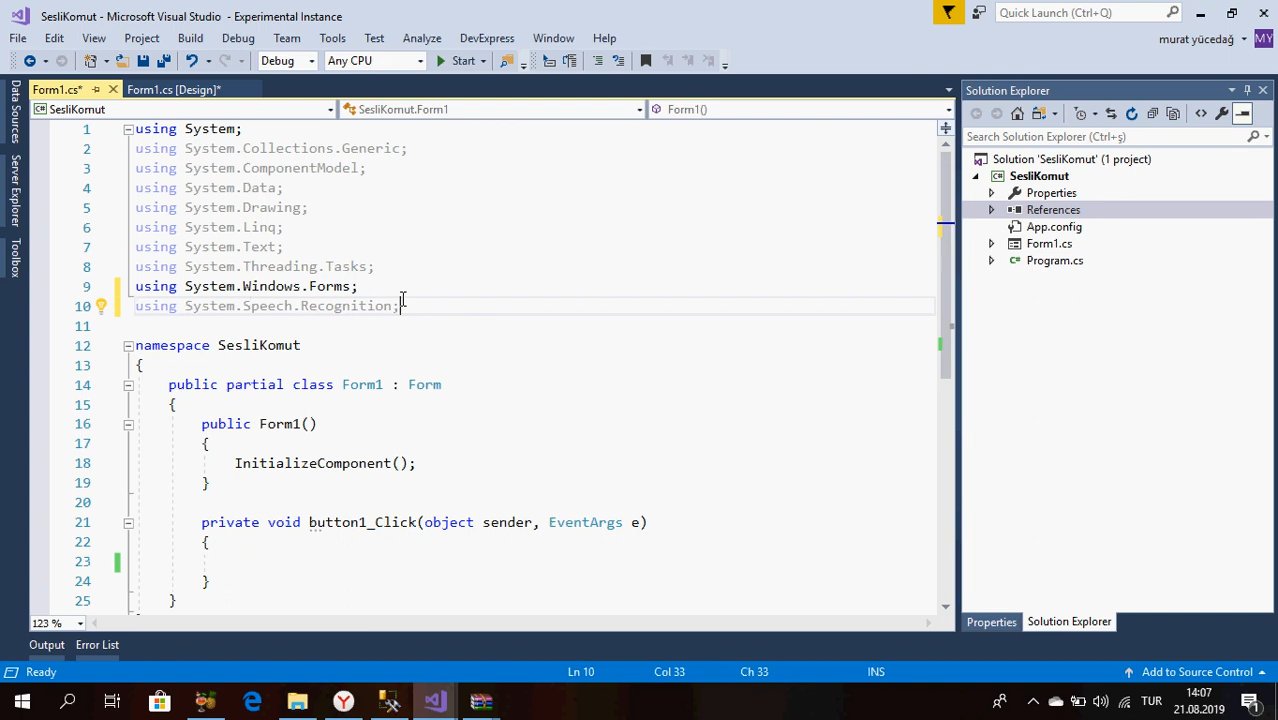 SesliKomut - Microsoft Visual Studio - Experimental Instance
Quick Launch (Ctrl+Q)
File Edit View Project Build Debug Team Tools Test Analyze DevExpress Window Help
murat yücedağ MY
Debug Any CPU Start
Form1.cs* Form1.cs [Design]*
SesliKomut SesliKomut.Form1 Form1()
Data Sources
Server Explorer
Toolbox
1 using System;
2 using System.Collections.Generic;
3 using System.ComponentModel;
4 using System.Data;
5 using System.Drawing;
6 using System.Linq;
7 using System.Text;
8 using System.Threading.Tasks;
9 using System.Windows.Forms;
10 using System.Speech.Recognition;
11
12 namespace SesliKomut
13 {
14 public partial class Form1 : Form
15 {
16 public Form1()
17 {
18 InitializeComponent();
19 }
20
21 private void button1_Click(object sender, EventArgs e)
22 {
23
24 }
25 }
123 %
Solution Explorer
Search Solution Explorer (Ctrl+ş)
Solution 'SesliKomut' (1 project)
SesliKomut
Properties
References
App.config
Form1.cs
Program.cs
Properties Solution Explorer
Output Error List
Ready Ln 10 Col 33 Ch 33 INS Add to Source Control
TUR 14:07
21.08.2019 1